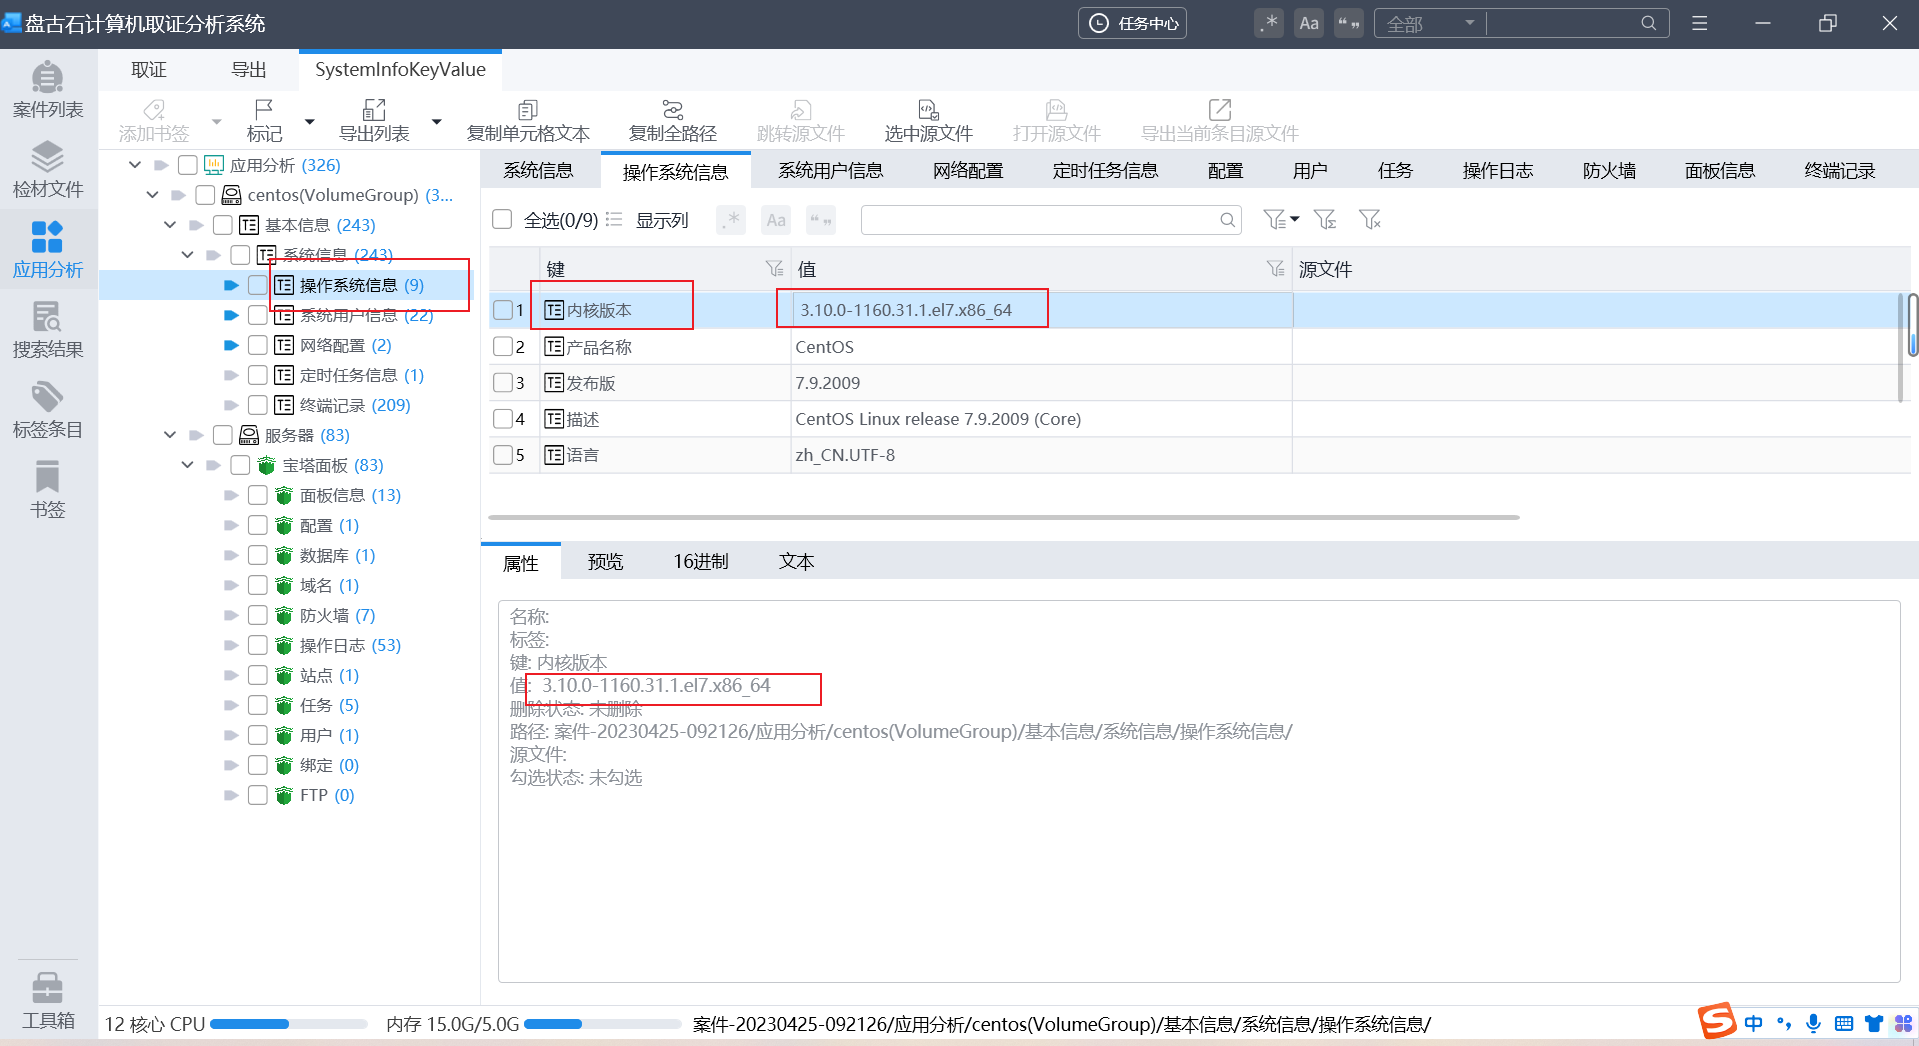 盘古石计算机取证分析系统
任务中心
.*
Aa
全部
取证
导出
SystemInfoKeyValue
添加书签
标记
导出列表
复制单元格文本
复制全路径
跳转源文件
选中源文件
打开源文件
导出当前条目源文件
案件列表
检材文件
应用分析
搜索结果
标签条目
书签
工具箱
应用分析 (326)
centos(VolumeGroup) (3...
基本信息 (243)
系统信息 (243)
操作系统信息 (9)
系统用户信息 (22)
网络配置 (2)
定时任务信息 (1)
终端记录 (209)
服务器 (83)
宝塔面板 (83)
面板信息 (13)
配置 (1)
数据库 (1)
域名 (1)
防火墙 (7)
操作日志 (53)
站点 (1)
任务 (5)
用户 (1)
绑定 (0)
FTP (0)
系统信息
操作系统信息
系统用户信息
网络配置
定时任务信息
配置
用户
任务
操作日志
防火墙
面板信息
终端记录
全选(0/9)
显示列
.*
Aa
键
值
源文件
1 内核版本 3.10.0-1160.31.1.el7.x86_64
2 产品名称 CentOS
3 发布版 7.9.2009
4 描述 CentOS Linux release 7.9.2009 (Core)
5 语言 zh_CN.UTF-8
属性
预览
16进制
文本
名称:
标签:
键: 内核版本
值: 3.10.0-1160.31.1.el7.x86_64
删除状态: 未删除
路径: 案件-20230425-092126/应用分析/centos(VolumeGroup)/基本信息/系统信息/操作系统信息/
源文件:
勾选状态: 未勾选
12 核心 CPU
内存 15.0G/5.0G
案件-20230425-092126/应用分析/centos(VolumeGroup)/基本信息/系统信息/操作系统信息/
中